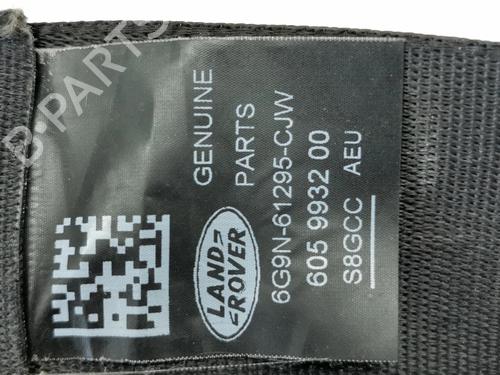 GENUINE
PARTS
LAND
ROVER
6G9N-61295-CJW
605 9932 00
S8GCC AEU
B-PARTS